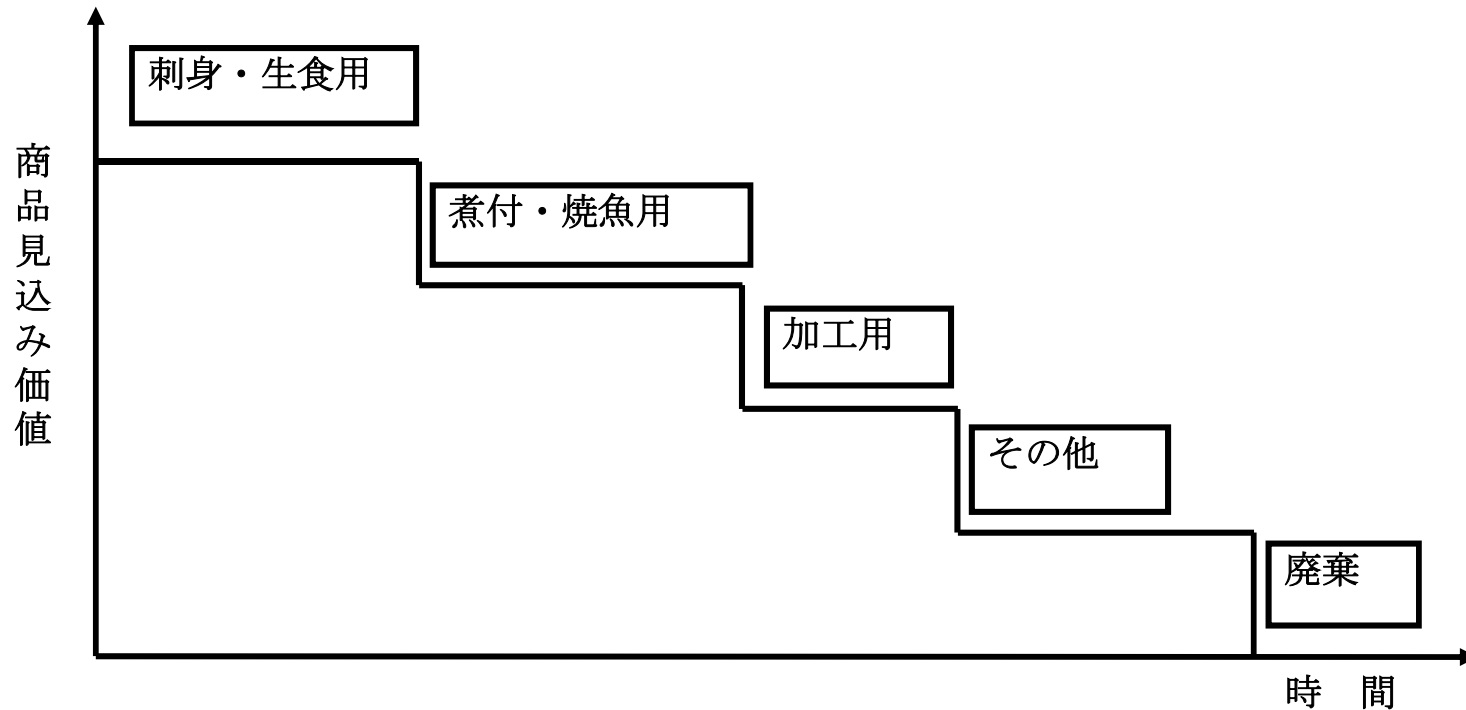 刺身・生食用
商品見込み価値
煮付・焼魚用
加工用
その他
廃棄
時　間